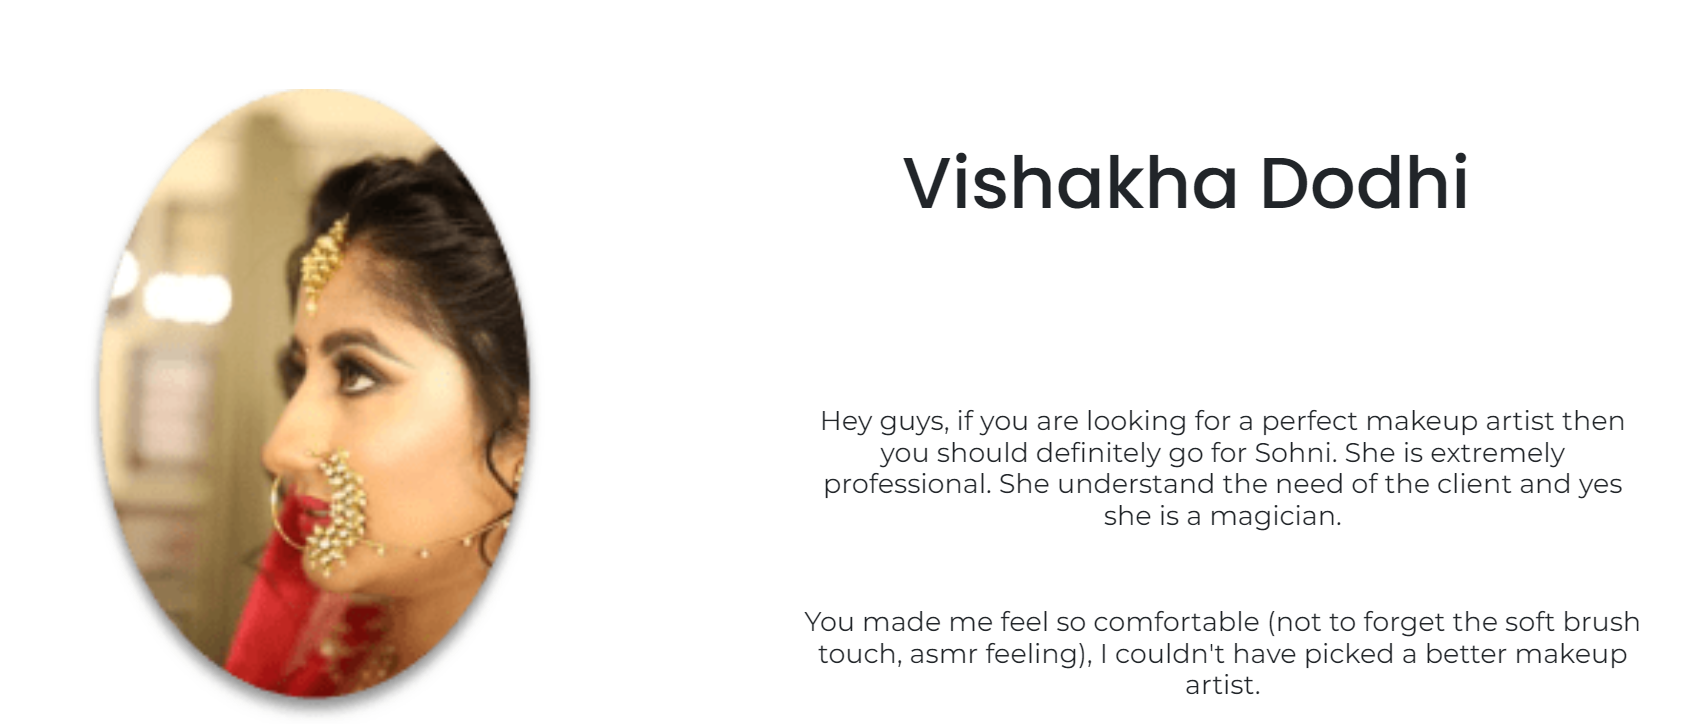 Vishakha Dodhi
Hey guys, if you are looking for a perfect makeup artist then
you should definitely go for Sohni. She is extremely
professional. She understand the need of the client and yes
she is a magician.
You made me feel so comfortable (not to forget the soft brush
touch, asmr feeling), I couldn't have picked a better makeup
artist.